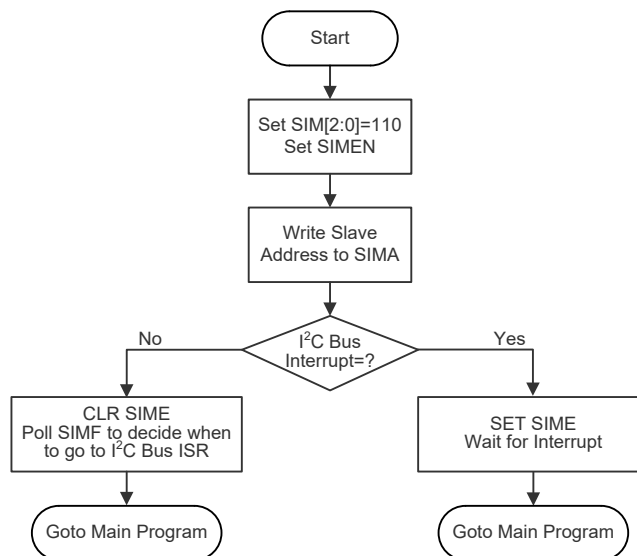 Start
Set SIM[2:0]=110
Set SIMEN
Write Slave
Address to SIMA
I²C Bus
Interrupt=?
No
Yes
CLR SIME
Poll SIMF to decide when
to go to I²C Bus ISR
SET SIME
Wait for Interrupt
Goto Main Program
Goto Main Program